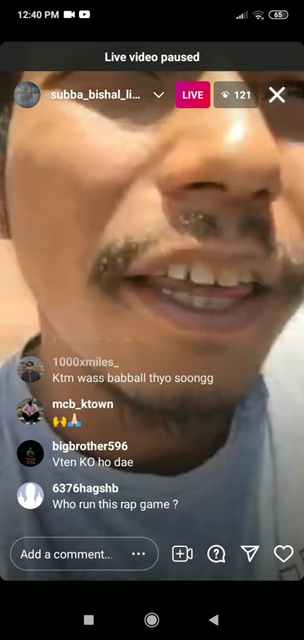 12:40 PM
65
Live video paused
subba_bishal_li...
LIVE
121
1000xmiles_
Ktm wass babball thyo soongg
mcb_ktown
🙌🙏🏻
bigbrother596
Vten KO ho dae
6376hagshb
Who run this rap game ?
Add a comment...